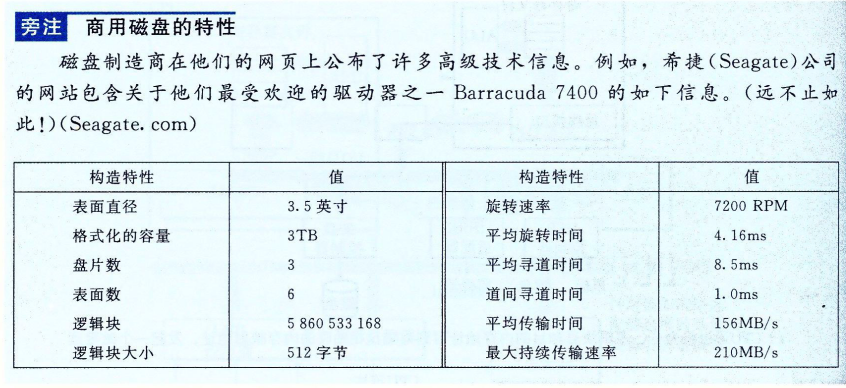 旁注 商用磁盘的特性
磁盘制造商在他们的网页上公布了许多高级技术信息。例如，希捷(Seagate)公司
的网站包含关于他们最受欢迎的驱动器之一 Barracuda 7400 的如下信息。(远不止如
此!)(Seagate.com)
构造特性 值 构造特性 值
表面直径 3.5英寸 旋转速率 7200 RPM
格式化的容量 3TB 平均旋转时间 4.16ms
盘片数 3 平均寻道时间 8.5ms
表面数 6 道间寻道时间 1.0ms
逻辑块 5 860 533 168 平均传输时间 156MB/s
逻辑块大小 512 字节 最大持续传输速率 210MB/s